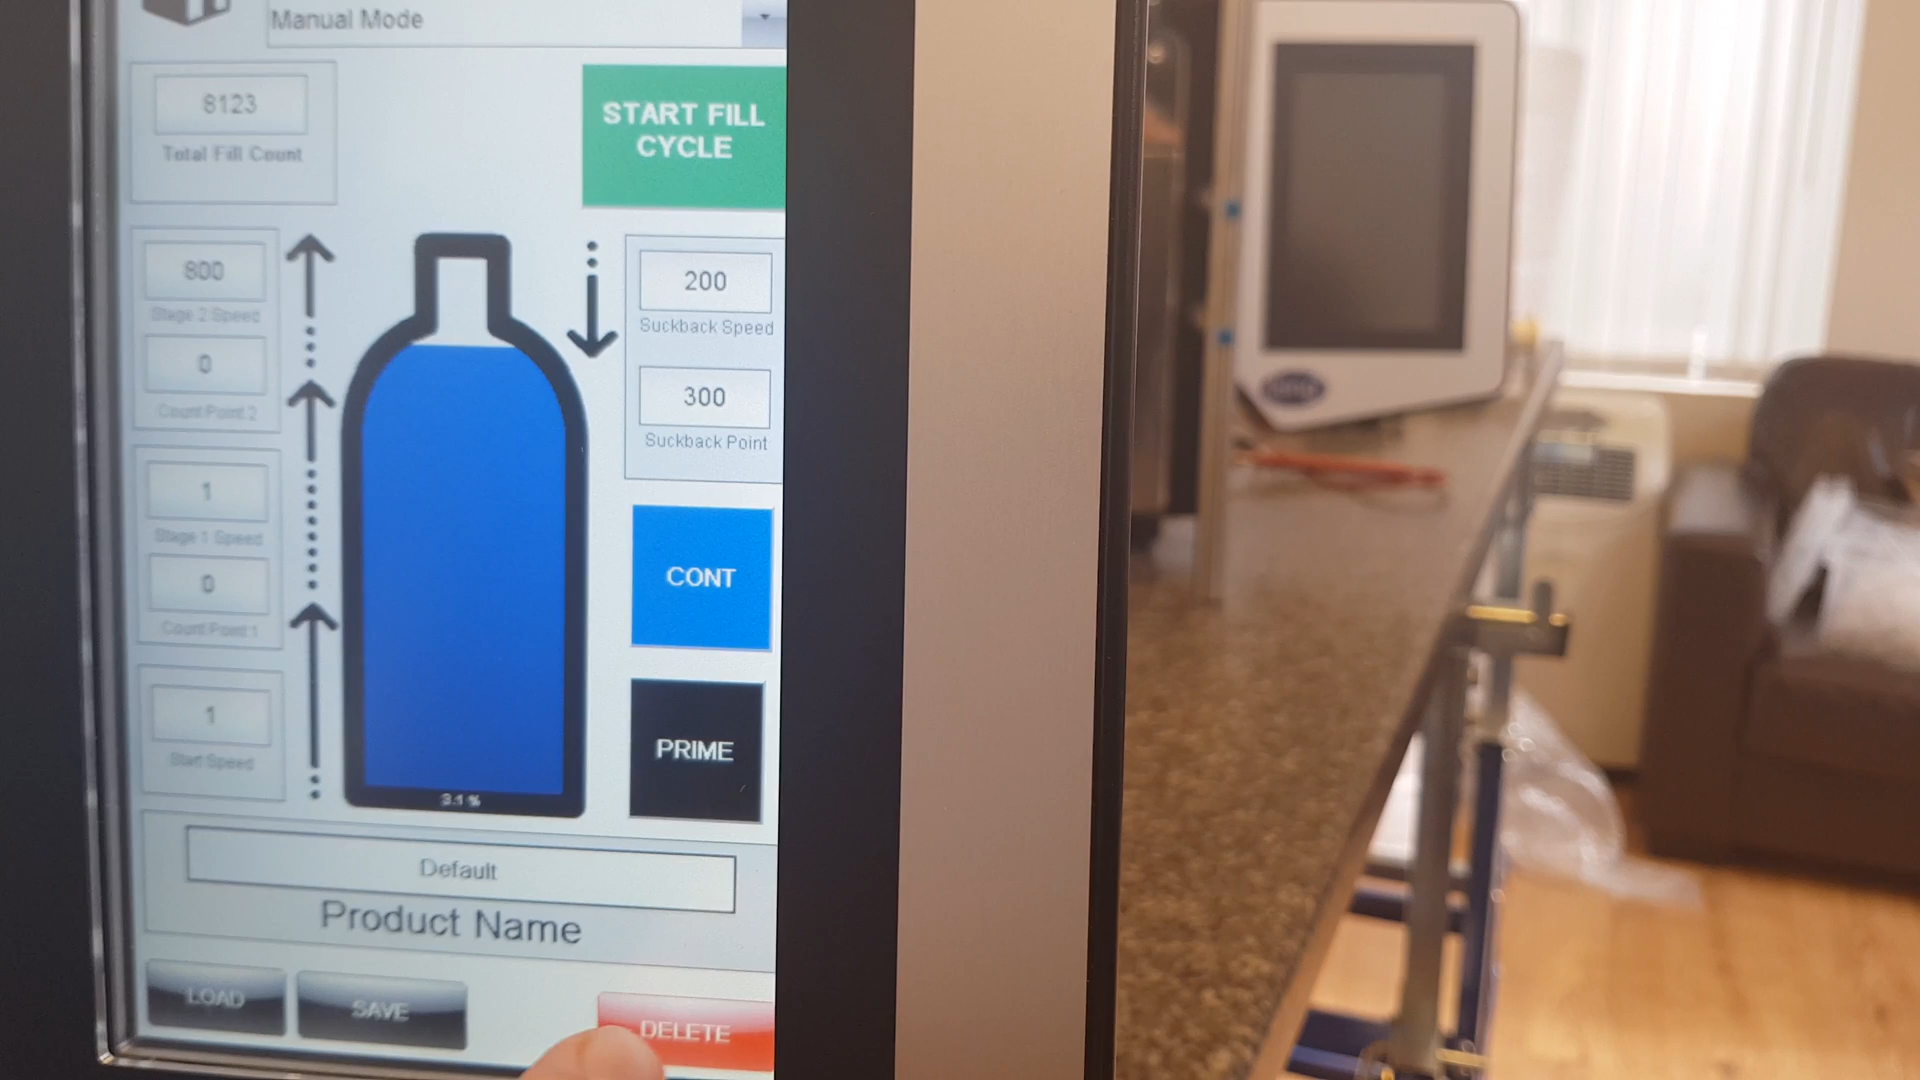 Manual Mode
8123
Total Fill Count
START FILL
CYCLE
800
Stage 2 Speed
0
Count Point 2
200
Suckback Speed
300
Suckback Point
1
Stage 1 Speed
0
Count Point 1
CONT
1
Start Speed
PRIME
3.1 %
Default
Product Name
LOAD
SAVE
DELETE